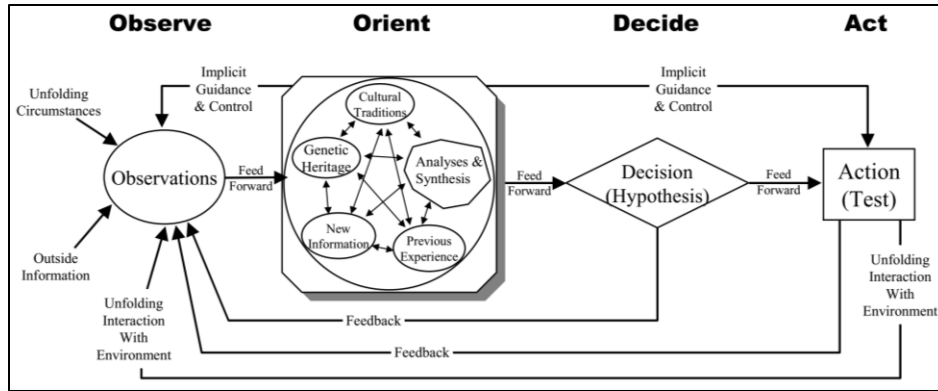 Observe
Orient
Decide
Act
Implicit
Guidance
& Control
Implicit
Guidance
& Control
Unfolding
Circumstances
Observations
Outside
Information
Feed
Forward
Cultural
Traditions
Genetic
Heritage
Analyses &
Synthesis
New
Information
Previous
Experience
Feed
Forward
Decision
(Hypothesis)
Feed
Forward
Action
(Test)
Unfolding
Interaction
With
Environment
Feedback
Unfolding
Interaction
With
Environment
Feedback